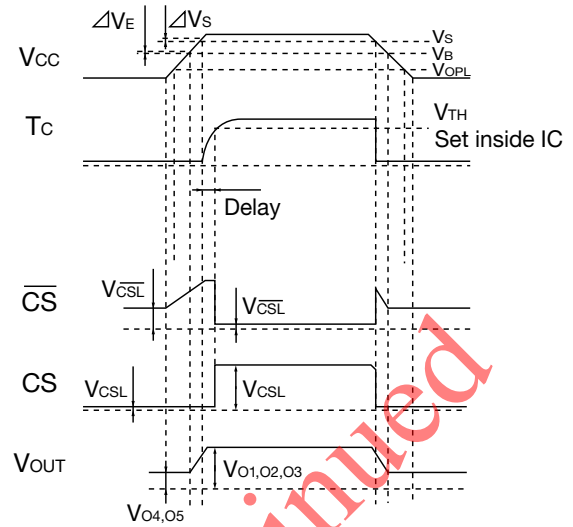 ⊿VE ⊿VS
VS
VB
VOPL
VCC
TC
VTH
Set inside IC
Delay
CS
VCSL
VCSL
CS
VCSL
VCSL
VOUT
VO1,O2,O3
VO4,O5
inued